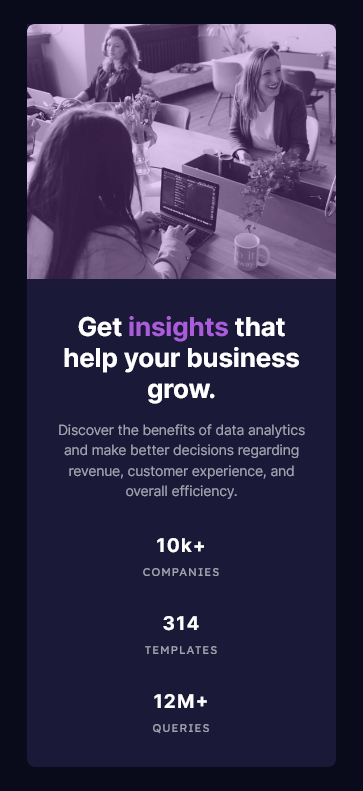 Get insights that
help your business
grow.
Discover the benefits of data analytics
and make better decisions regarding
revenue, customer experience, and
overall efficiency.
10k+
COMPANIES
314
TEMPLATES
12M+
QUERIES